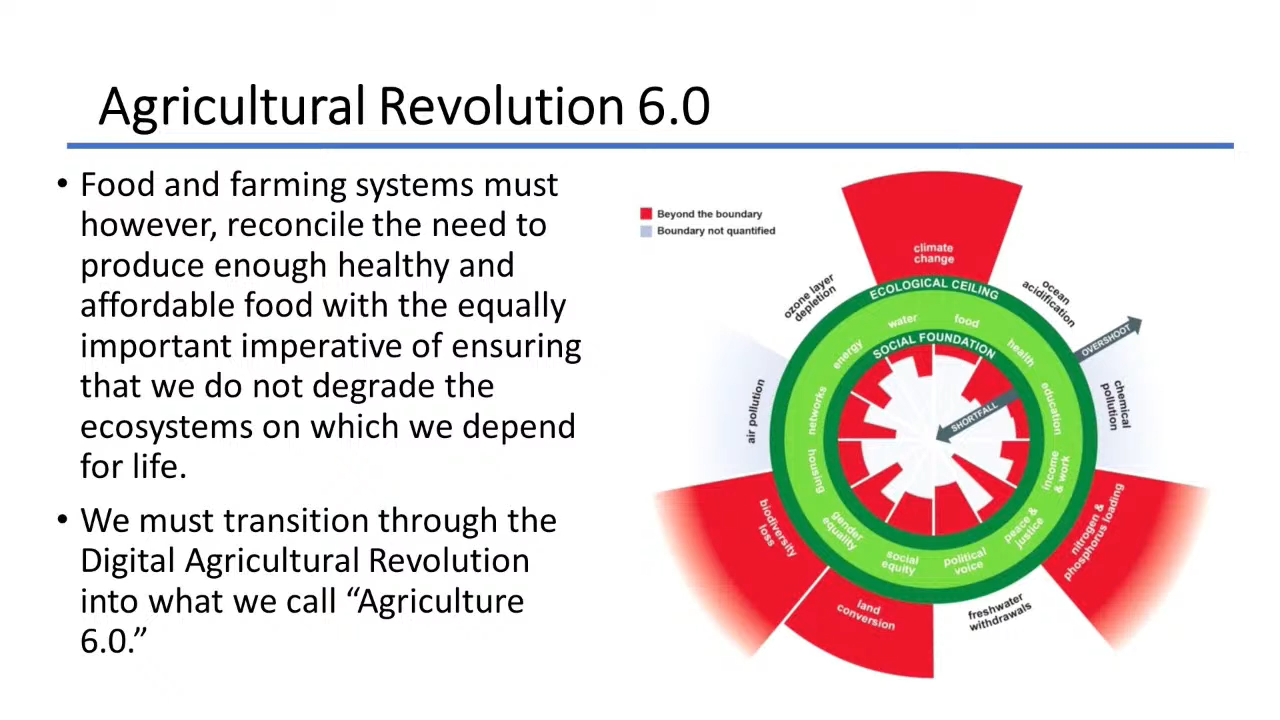 Agricultural Revolution 6.0
• Food and farming systems must
however, reconcile the need to
produce enough healthy and
affordable food with the equally
important imperative of ensuring
that we do not degrade the
ecosystems on which we depend
for life.
• We must transition through the
Digital Agricultural Revolution
into what we call “Agriculture
6.0.”
Beyond the boundary
Boundary not quantified
climate
change
ozone layer
depletion
ocean
acidification
ECOLOGICAL CEILING
OVERSHOOT
water
food
energy
health
SOCIAL FOUNDATION
SHORTFALL
air pollution
networks
education
chemical
pollution
housing
income
& work
biodiversity
loss
gender
equality
social
equity
political
voice
peace &
justice
nitrogen &
phosphorus loading
land
conversion
freshwater
withdrawals